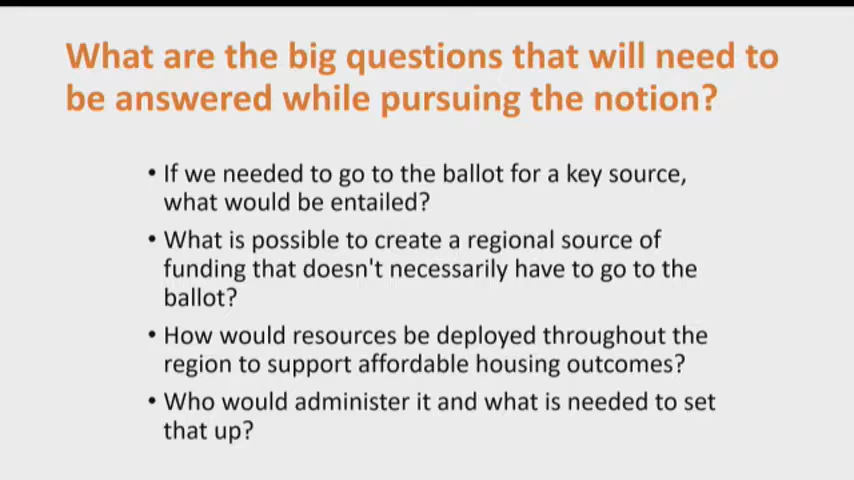 What are the big questions that will need to
be answered while pursuing the notion?
• If we needed to go to the ballot for a key source,
what would be entailed?
• What is possible to create a regional source of
funding that doesn't necessarily have to go to the
ballot?
• How would resources be deployed throughout the
region to support affordable housing outcomes?
• Who would administer it and what is needed to set
that up?